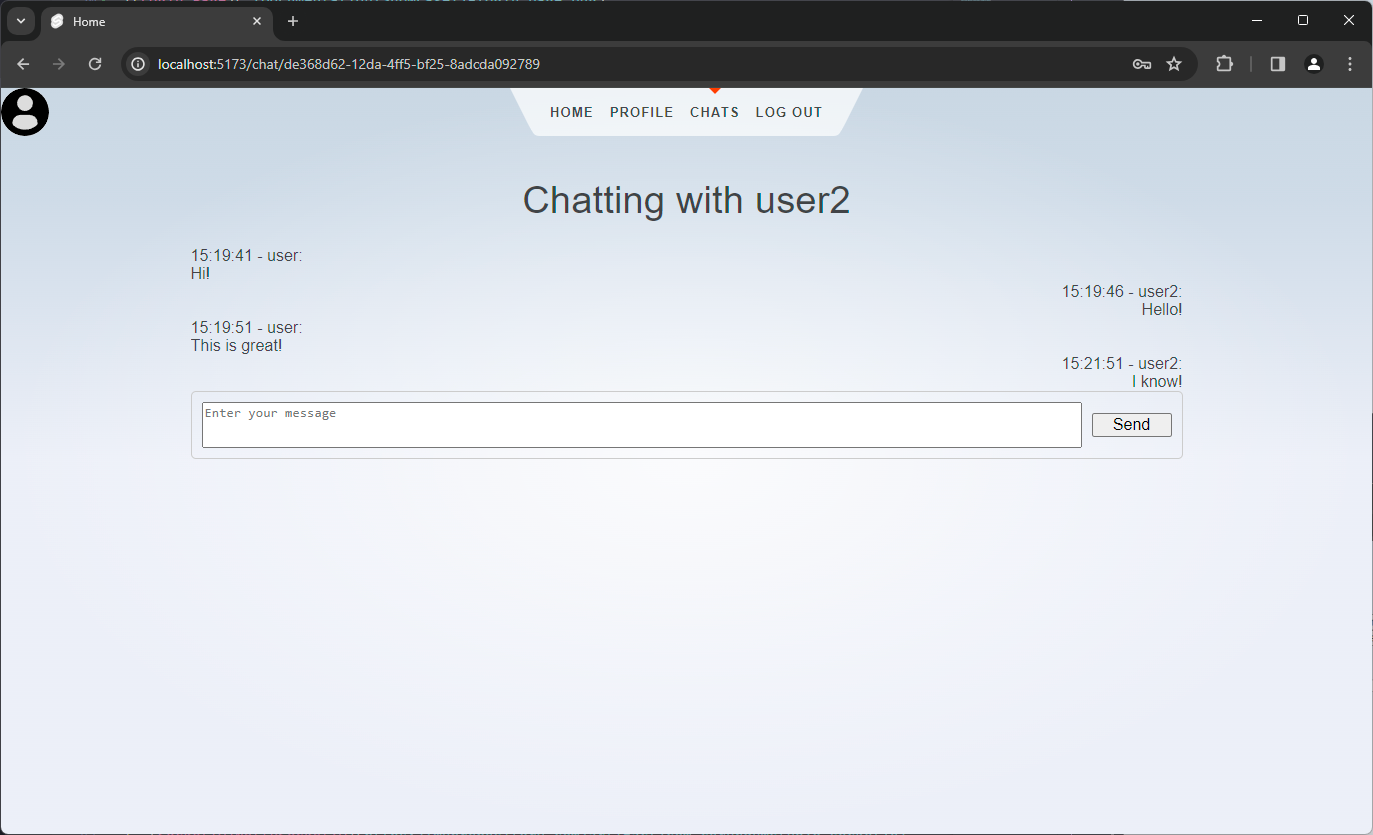 Home
localhost:5173/chat/de368d62-12da-4ff5-bf25-8adcda092789
HOME PROFILE CHATS LOG OUT
Chatting with user2
15:19:41 - user:
Hi!
15:19:46 - user2:
Hello!
15:19:51 - user:
This is great!
15:21:51 - user2:
I know!
Enter your message
Send